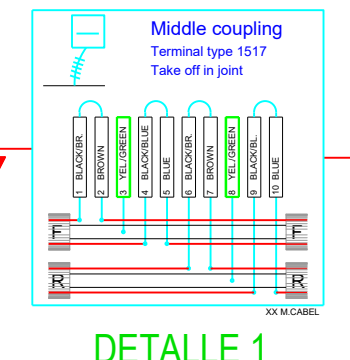 Middle coupling
Terminal type 1517
Take off in joint
1 BLACK/BR.
2 BROWN
3 YEL/GREEN
4 BLACK/BLUE
5 BLUE
6 BLACK/BR.
7 BROWN
8 YEL/GREEN
9 BLACK/BL.
10 BLUE
F F
R R
XX M.CABEL
DETALLE 1